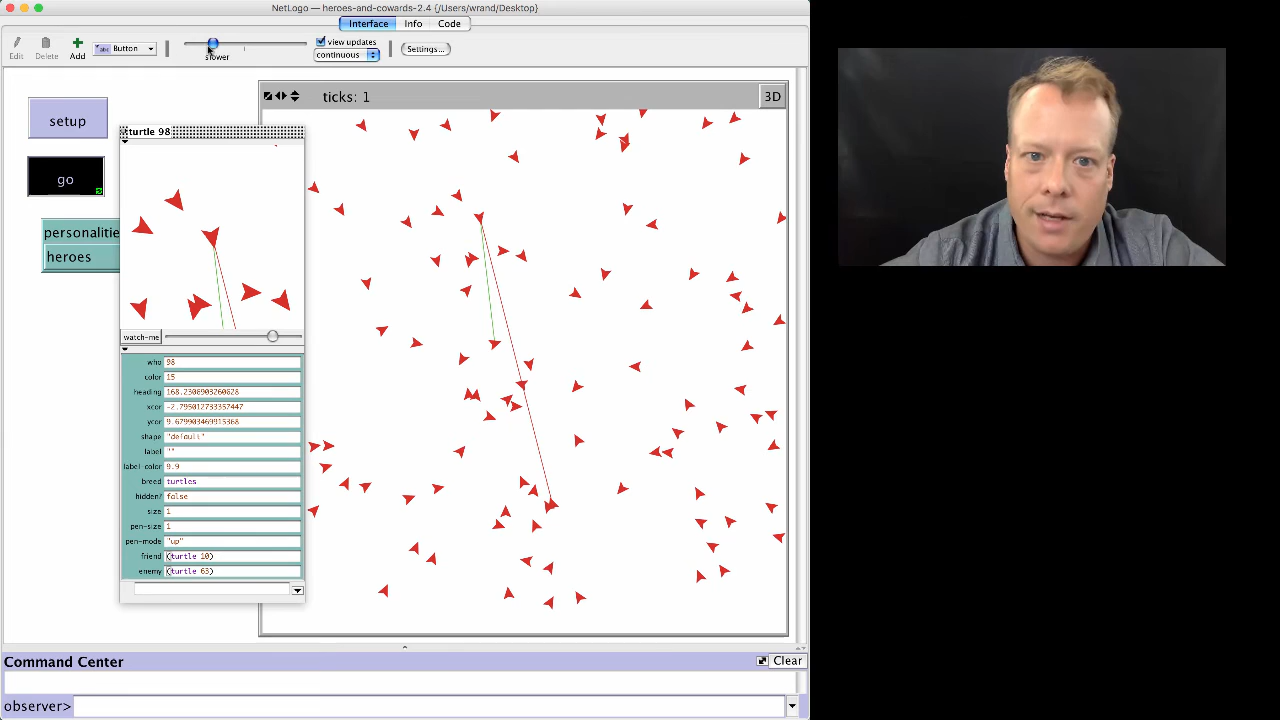 NetLogo — heroes-and-cowards-2.4 {/Users/wrand/Desktop}
Interface Info Code
Edit Delete Add abc Button slower view updates continuous Settings...
ticks: 1 3D
setup
go
personalitie
heroes
turtle 98
watch-me
who 98
color 15
heading
xcor
ycor
shape "default"
label ""
label-color 9.9
breed turtles
hidden? false
size 1
pen-size 1
pen-mode "up"
friend (turtle 10)
enemy (turtle 63)
Command Center Clear
observer>